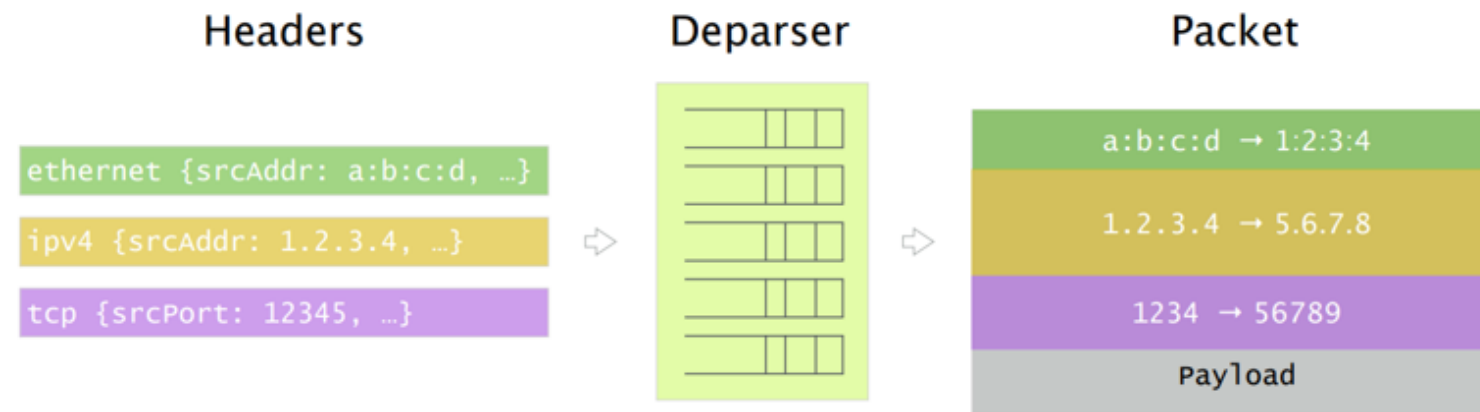 Headers
Deparser
Packet
ethernet {srcAddr: a:b:c:d, …}
ipv4 {srcAddr: 1.2.3.4, …}
tcp {srcPort: 12345, …}
a:b:c:d → 1:2:3:4
1.2.3.4 → 5.6.7.8
1234 → 56789
Payload